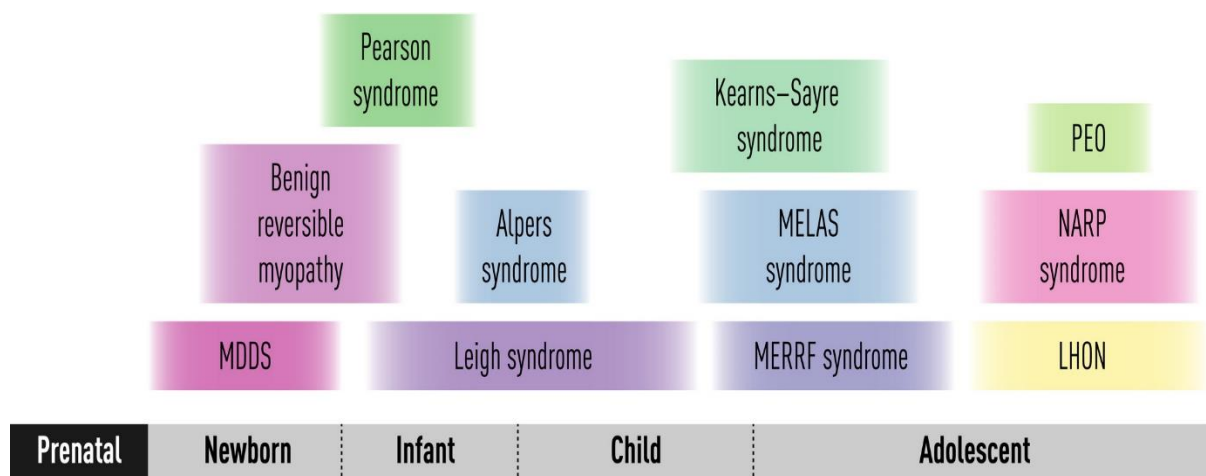 Pearson
syndrome
Kearns–Sayre
syndrome
PEO
Benign
reversible
myopathy
Alpers
syndrome
MELAS
syndrome
NARP
syndrome
MDDS
Leigh syndrome
MERRF syndrome
LHON
Prenatal
Newborn
Infant
Child
Adolescent